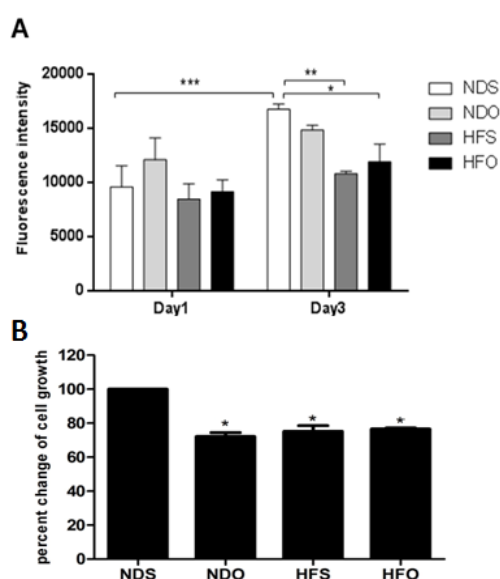 A
Fluorescence intensity
20000
15000
10000
5000
0
***
**
*
Day1
Day3
NDS
NDO
HFS
HFO
B
percent change of cell growth
120
100
80
60
40
20
0
*
*
*
NDS
NDO
HFS
HFO